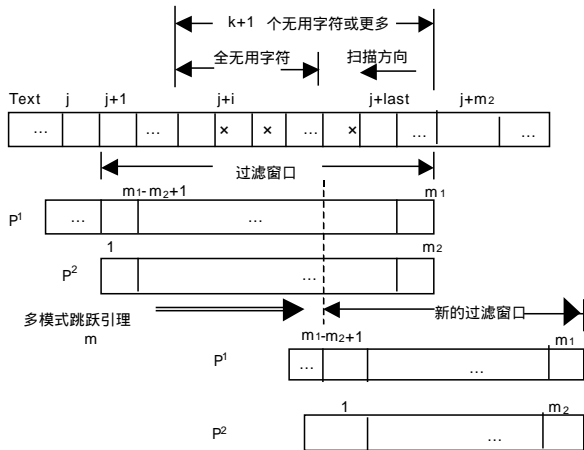 k+1 个无用字符或更多
全无用字符 扫描方向
Text j j+1 j+i j+last j+m2
... ... × × ... × ... ...
过滤窗口
m1-m2+1 m1
P1 ... ...
1 m2
P2 ...
多模式跳跃引理 新的过滤窗口
m
m1-m2+1 m1
P1 ... ...
1 m2
P2 ...